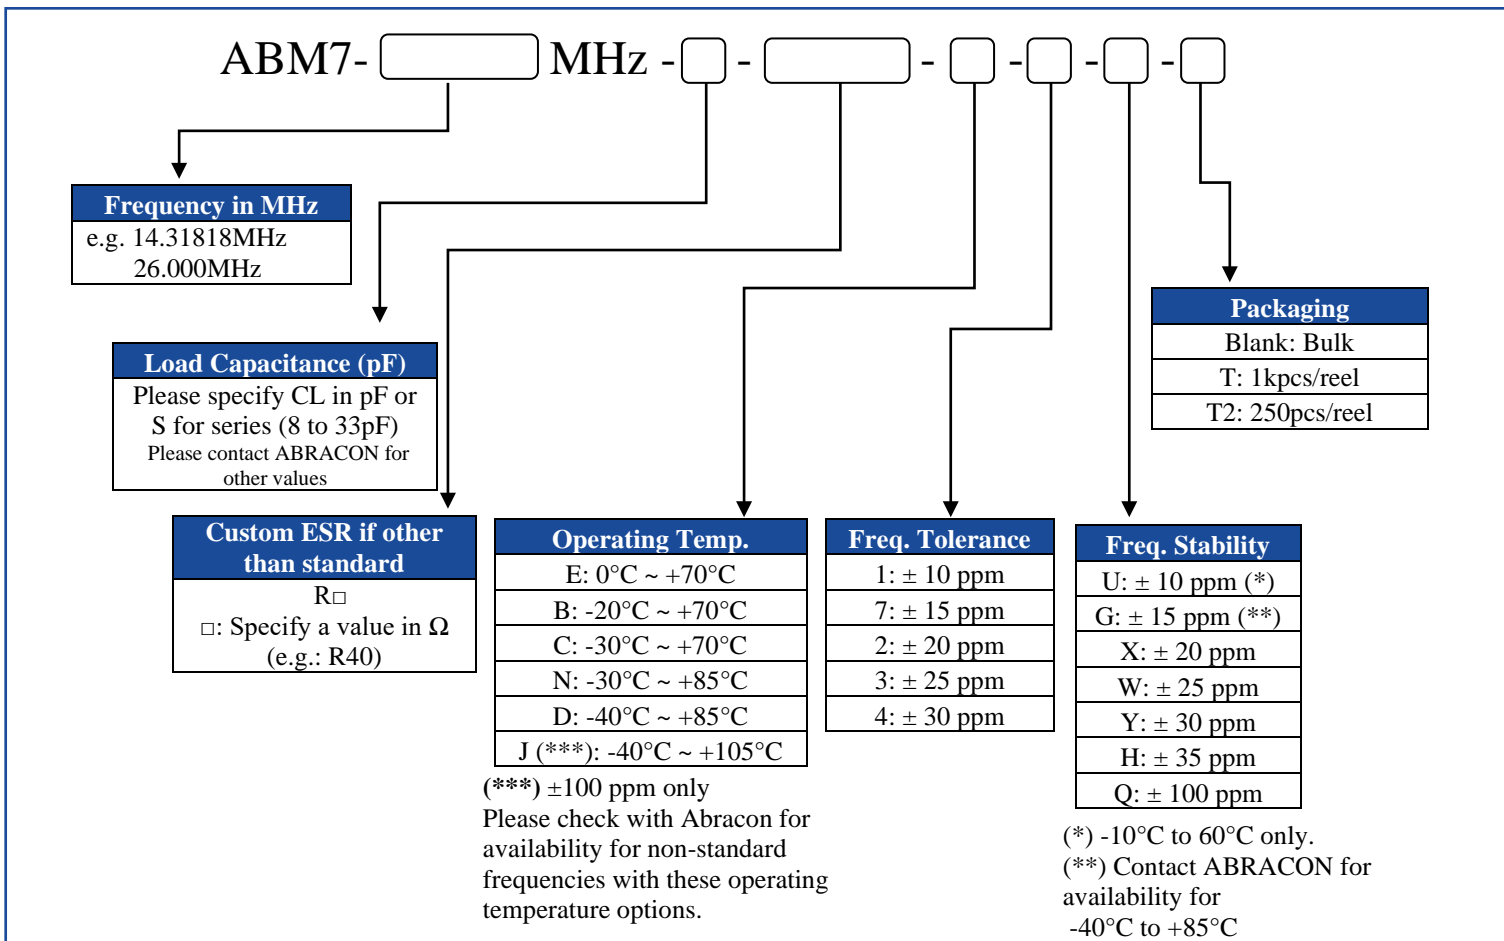 ABM7- MHz - - - - - -
Frequency in MHz
e.g. 14.31818MHz
26.000MHz
Load Capacitance (pF)
Please specify CL in pF or
S for series (8 to 33pF)
Please contact ABRACON for
other values
Custom ESR if other
than standard
R□
□: Specify a value in Ω
(e.g.: R40)
Operating Temp.
E: 0°C ~ +70°C
B: -20°C ~ +70°C
C: -30°C ~ +70°C
N: -30°C ~ +85°C
D: -40°C ~ +85°C
J (***): -40°C ~ +105°C
(***) ±100 ppm only
Please check with Abracon for
availability for non-standard
frequencies with these operating
temperature options.
Freq. Tolerance
1: ± 10 ppm
7: ± 15 ppm
2: ± 20 ppm
3: ± 25 ppm
4: ± 30 ppm
Freq. Stability
U: ± 10 ppm (*)
G: ± 15 ppm (**)
X: ± 20 ppm
W: ± 25 ppm
Y: ± 30 ppm
H: ± 35 ppm
Q: ± 100 ppm
(*) -10°C to 60°C only.
(**) Contact ABRACON for
availability for
-40°C to +85°C
Packaging
Blank: Bulk
T: 1kpcs/reel
T2: 250pcs/reel